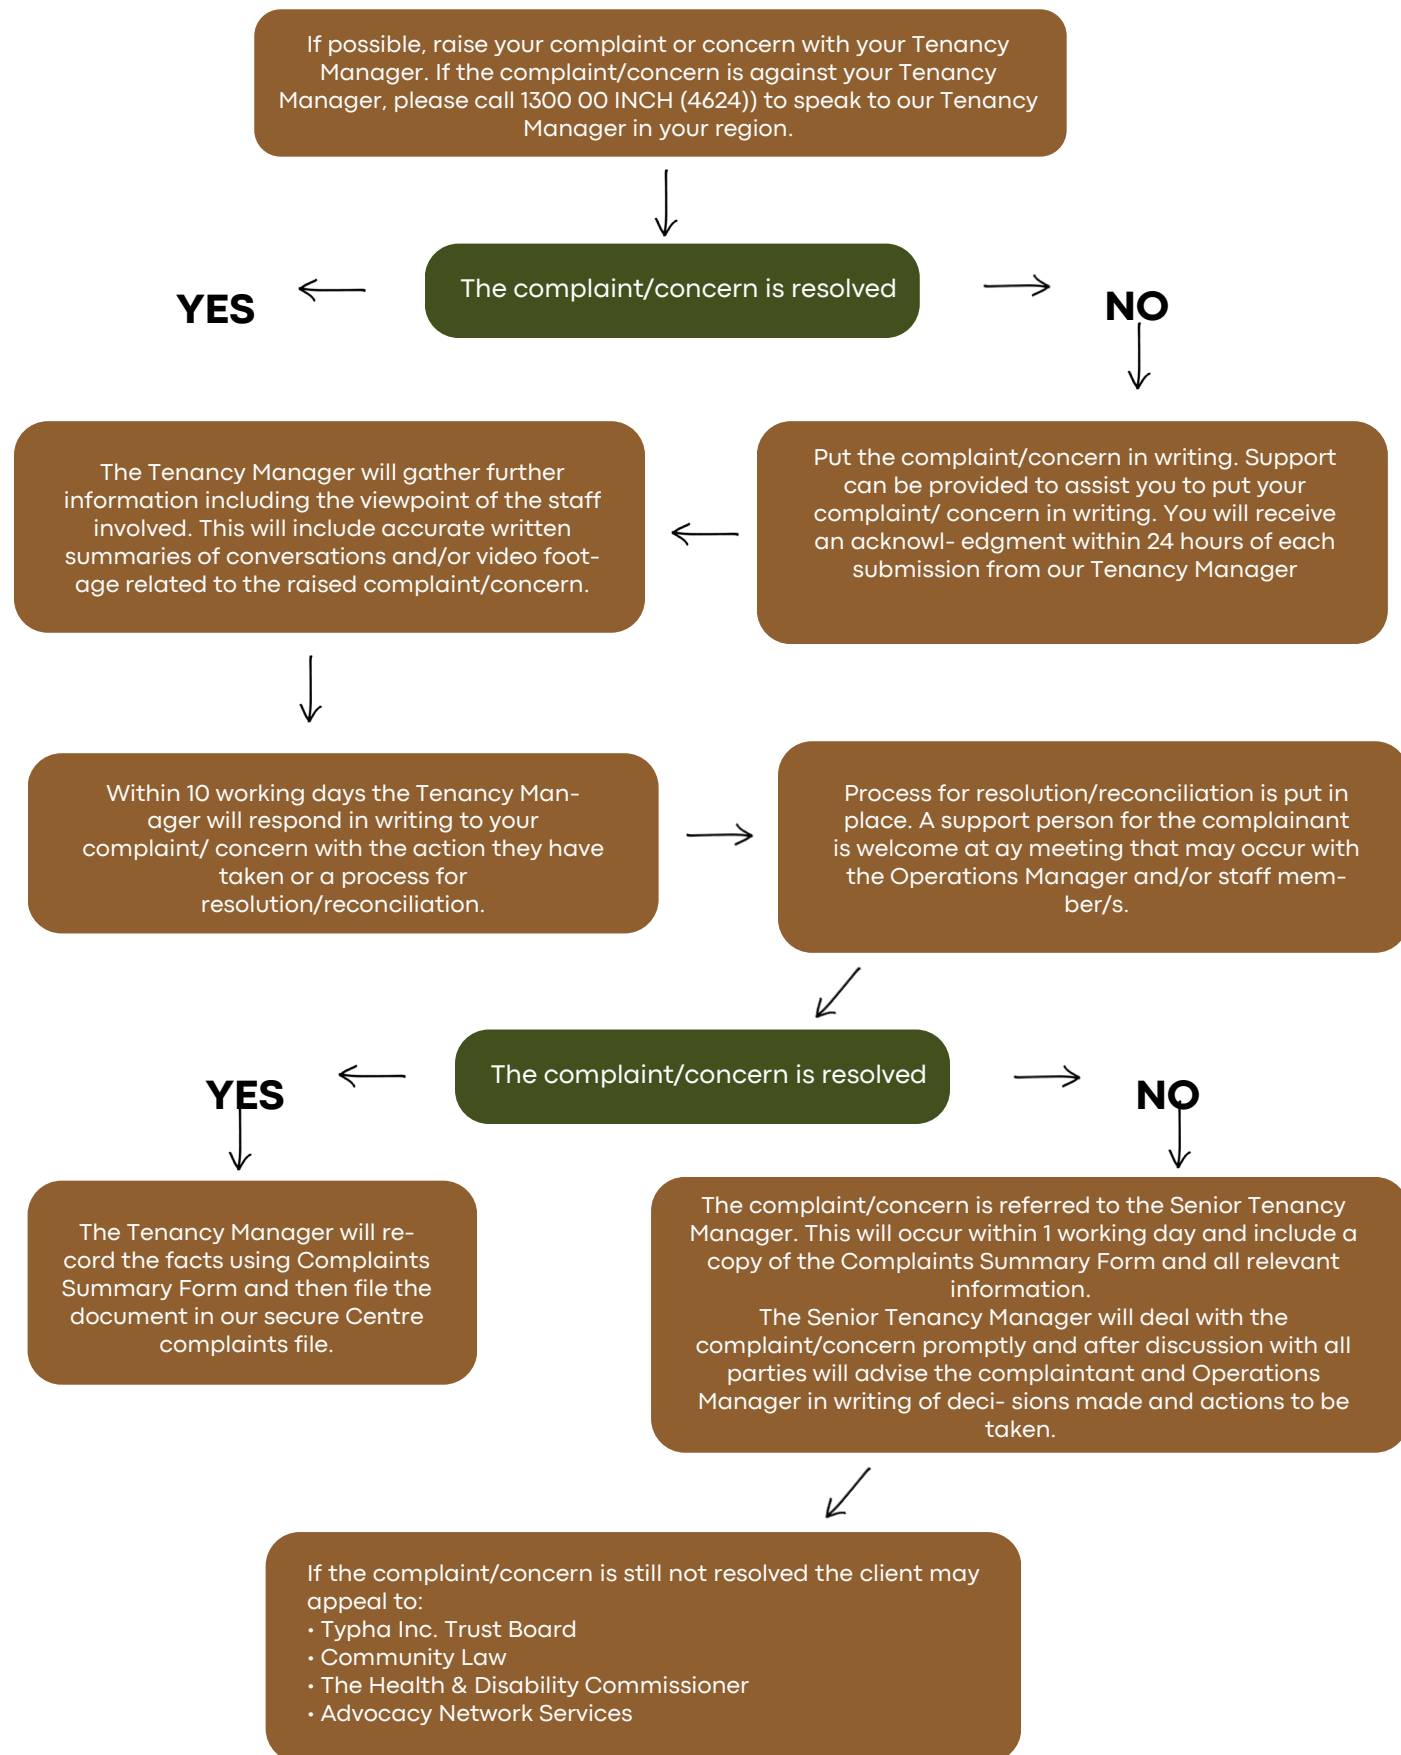 If possible, raise your complaint or concern with your Tenancy
Manager. If the complaint/concern is against your Tenancy
Manager, please call 1300 00 INCH (4624)) to speak to our Tenancy
Manager in your region.
The complaint/concern is resolved
YES
NO
Put the complaint/concern in writing. Support
can be provided to assist you to put your
complaint/ concern in writing. You will receive
an acknowl- edgment within 24 hours of each
submission from our Tenancy Manager
The Tenancy Manager will gather further
information including the viewpoint of the staff
involved. This will include accurate written
summaries of conversations and/or video foot-
age related to the raised complaint/concern.
Within 10 working days the Tenancy Man-
ager will respond in writing to your
complaint/ concern with the action they have
taken or a process for
resolution/reconciliation.
Process for resolution/reconciliation is put in
place. A support person for the complainant
is welcome at ay meeting that may occur with
the Operations Manager and/or staff mem-
ber/s.
The complaint/concern is resolved
YES
NO
The Tenancy Manager will re-
cord the facts using Complaints
Summary Form and then file the
document in our secure Centre
complaints file.
The complaint/concern is referred to the Senior Tenancy
Manager. This will occur within 1 working day and include a
copy of the Complaints Summary Form and all relevant
information.
The Senior Tenancy Manager will deal with the
complaint/concern promptly and after discussion with all
parties will advise the complaintant and Operations
Manager in writing of deci- sions made and actions to be
taken.
If the complaint/concern is still not resolved the client may
appeal to:
• Typha Inc. Trust Board
• Community Law
• The Health & Disability Commissioner
• Advocacy Network Services